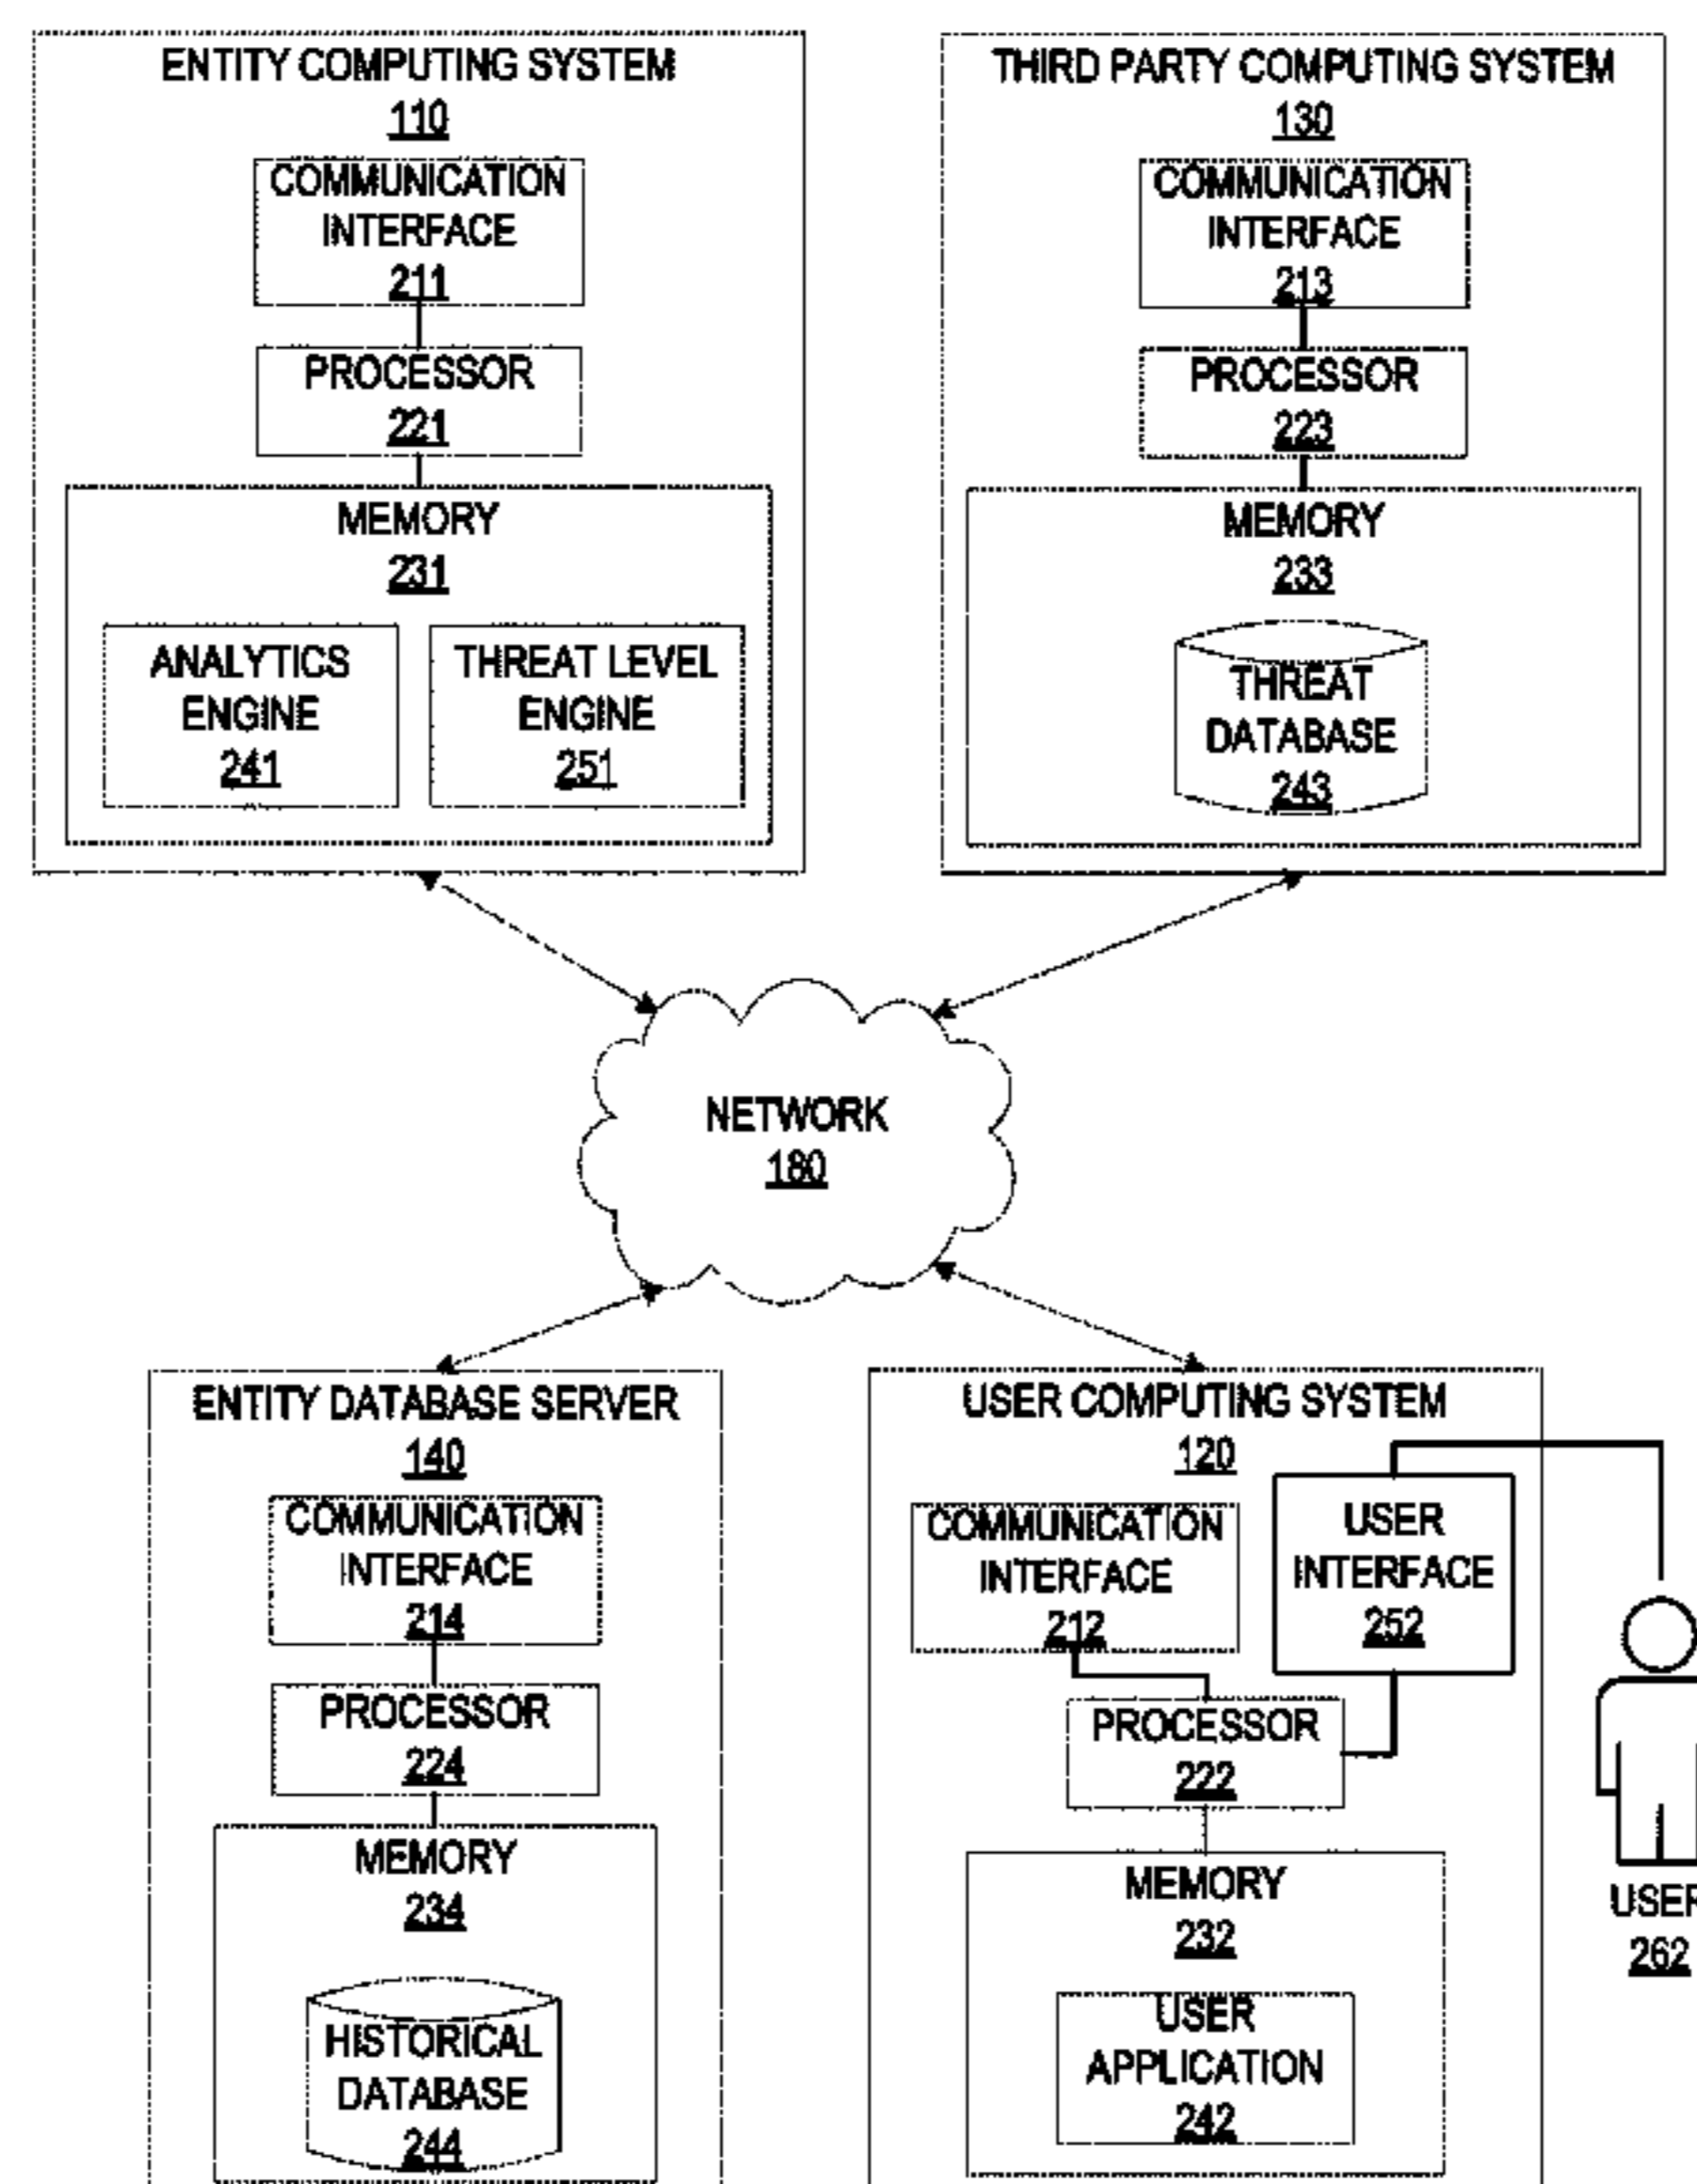 ENTITY COMPUTING SYSTEM
110
COMMUNICATION
INTERFACE
211
PROCESSOR
221
MEMORY
231
ANALYTICS
ENGINE
241
THREAT LEVEL
ENGINE
251
THIRD PARTY COMPUTING SYSTEM
130
COMMUNICATION
INTERFACE
213
PROCESSOR
223
MEMORY
233
THREAT
DATABASE
243
NETWORK
180
ENTITY DATABASE SERVER
140
COMMUNICATION
INTERFACE
214
PROCESSOR
224
MEMORY
234
HISTORICAL
DATABASE
244
USER COMPUTING SYSTEM
120
COMMUNICATION
INTERFACE
212
USER
INTERFACE
252
PROCESSOR
222
MEMORY
232
USER
APPLICATION
242
USER
262